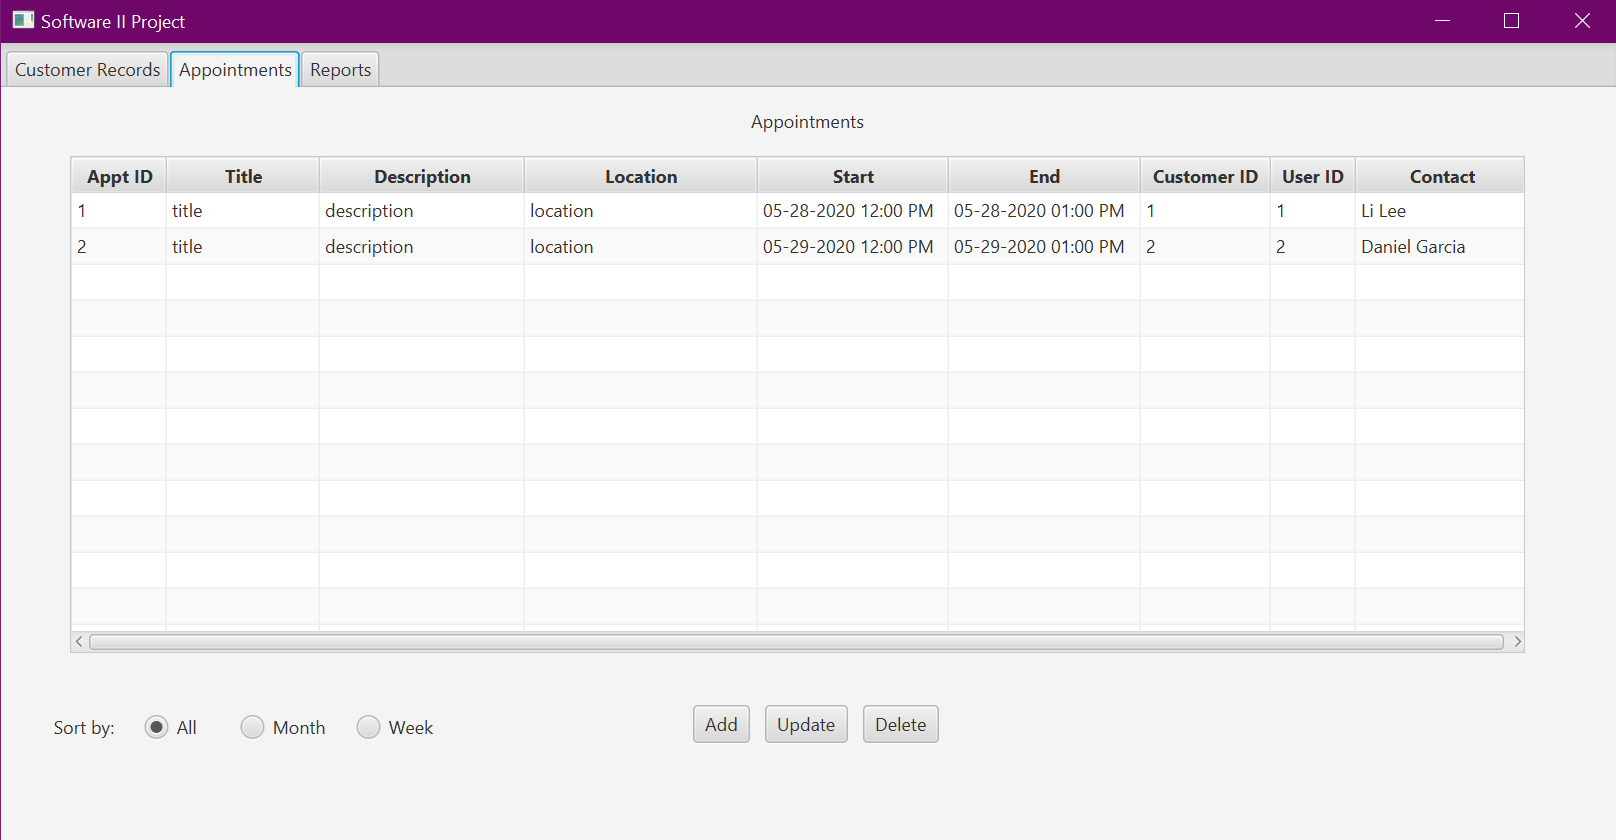 Software II Project
Customer Records Appointments Reports
Appointments
Appt ID Title Description Location Start End Customer ID User ID Contact
1 title description location 05-28-2020 12:00 PM 05-28-2020 01:00 PM 1 1 Li Lee
2 title description location 05-29-2020 12:00 PM 05-29-2020 01:00 PM 2 2 Daniel Garcia
Sort by: All Month Week Add Update Delete